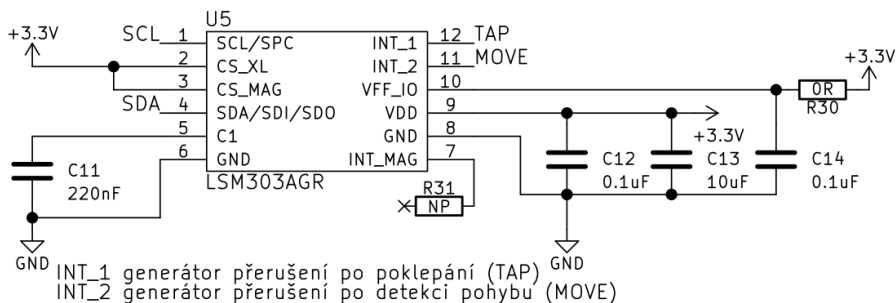 U5
+3.3V
SCL 1 SCL/SPC INT_1 12 TAP
2 CS_XL INT_2 11 MOVE
3 CS_MAG VFF_IO 10 0R +3.3V
R30
SDA 4 SDA/SDI/SDO VDD 9 +3.3V
5 C1 GND 8
6 GND INT_MAG 7
LSM303AGR
C11
220nF
R31
NP
C12
0.1uF
C13
10uF
C14
0.1uF
GND
GND
INT_1 generátor přerušení po poklepání (TAP)
INT_2 generátor přerušení po detekci pohybu (MOVE)